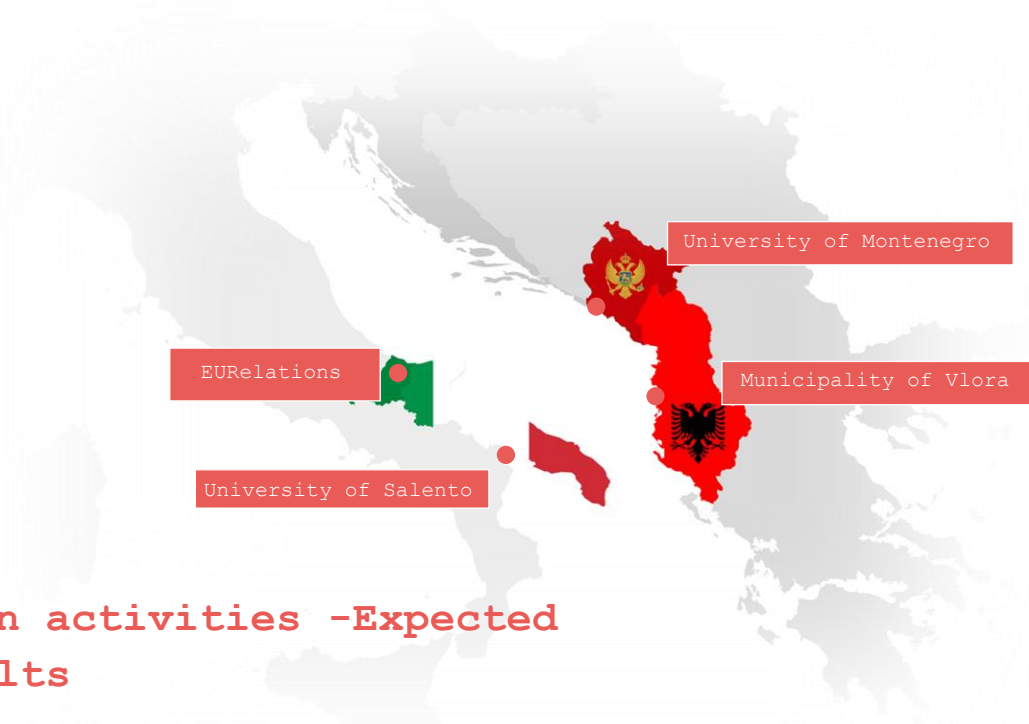 University of Montenegro
EURelations
Municipality of Vlora
University of Salento
n activities -Expected
lts